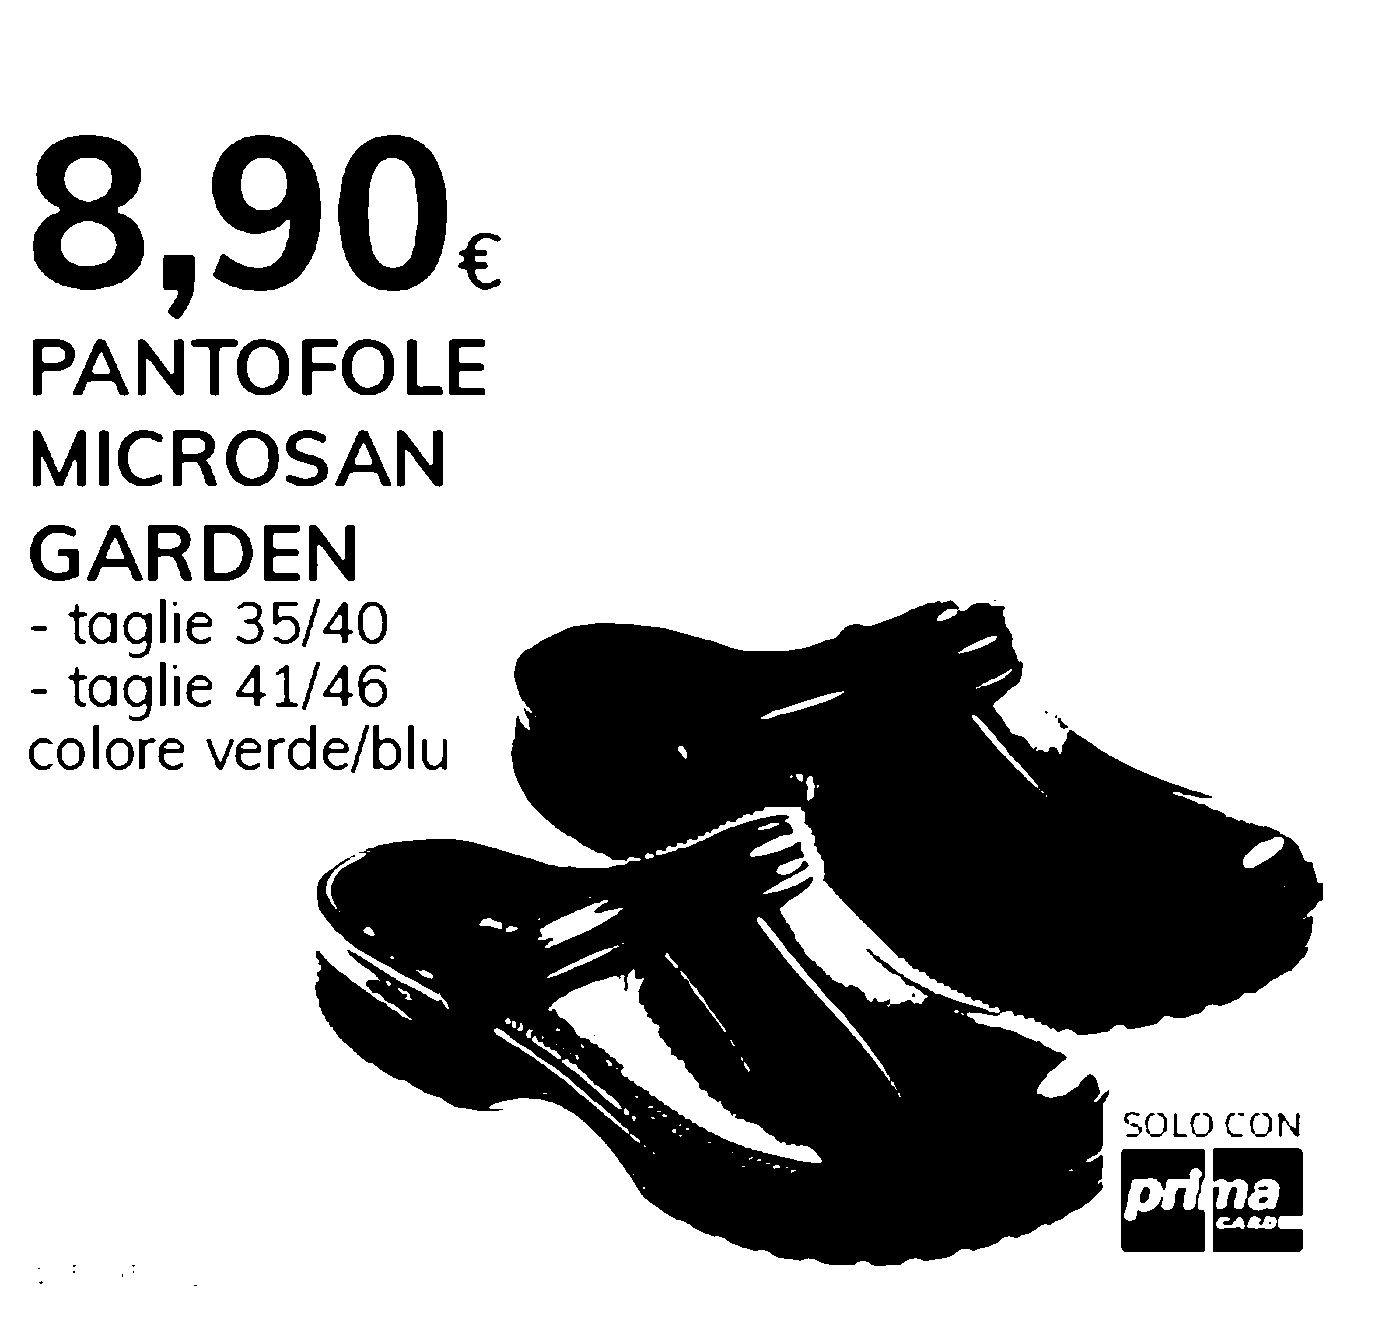 8,90€
PANTOFOLE
MICROSAN
GARDEN
- taglie 35/40
- taglie 41/46
colore verde/blu
SOLO CON
prima
CARD